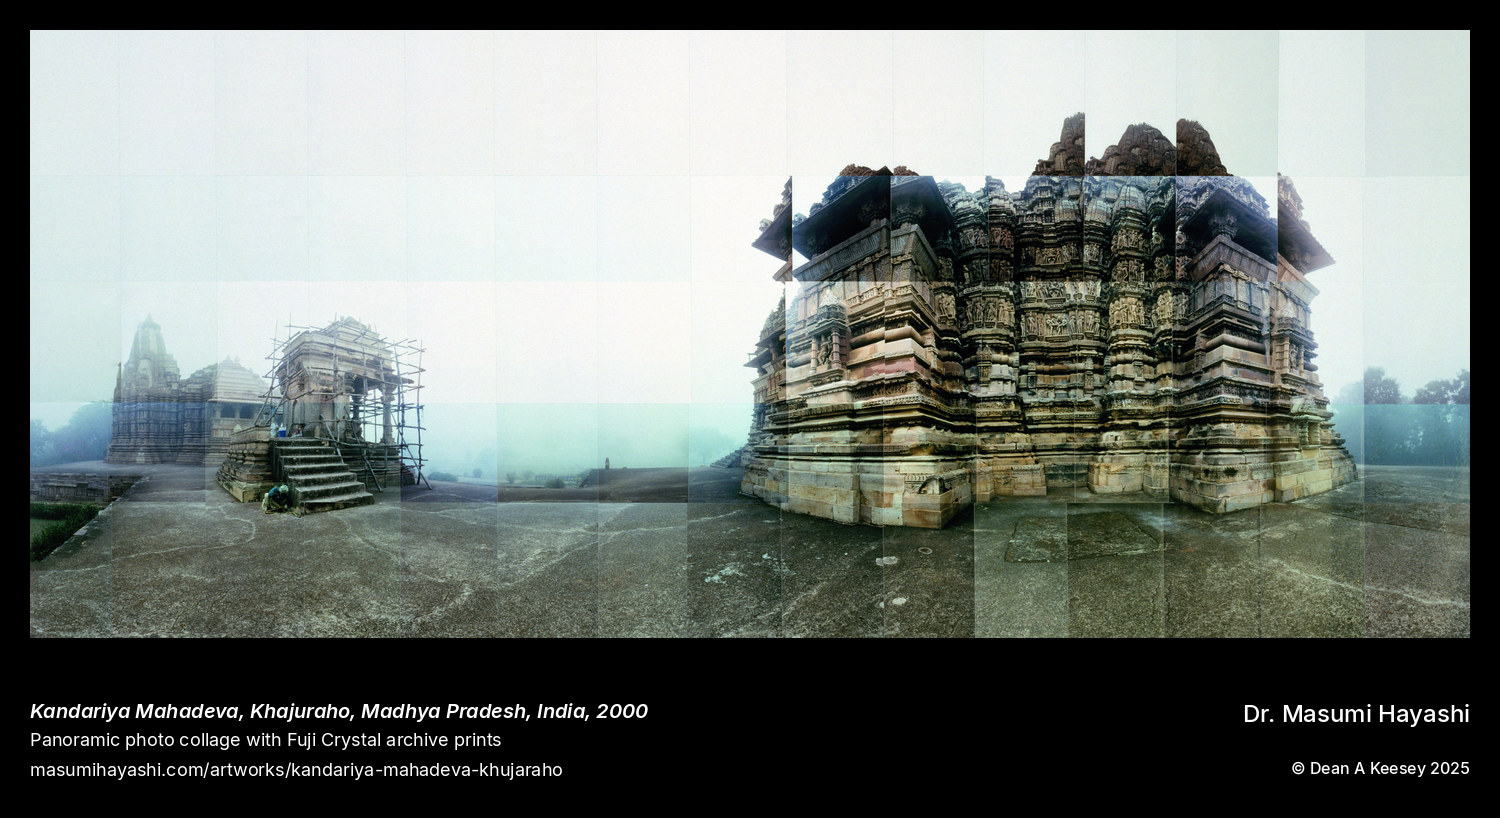 Kandariya Mahadeva, Khajuraho, Madhya Pradesh, India, 2000
Panoramic photo collage with Fuji Crystal archive prints
masumihayashi.com/artworks/kandariya-mahadeva-khujaraho
Dr. Masumi Hayashi
© Dean A Keesey 2025